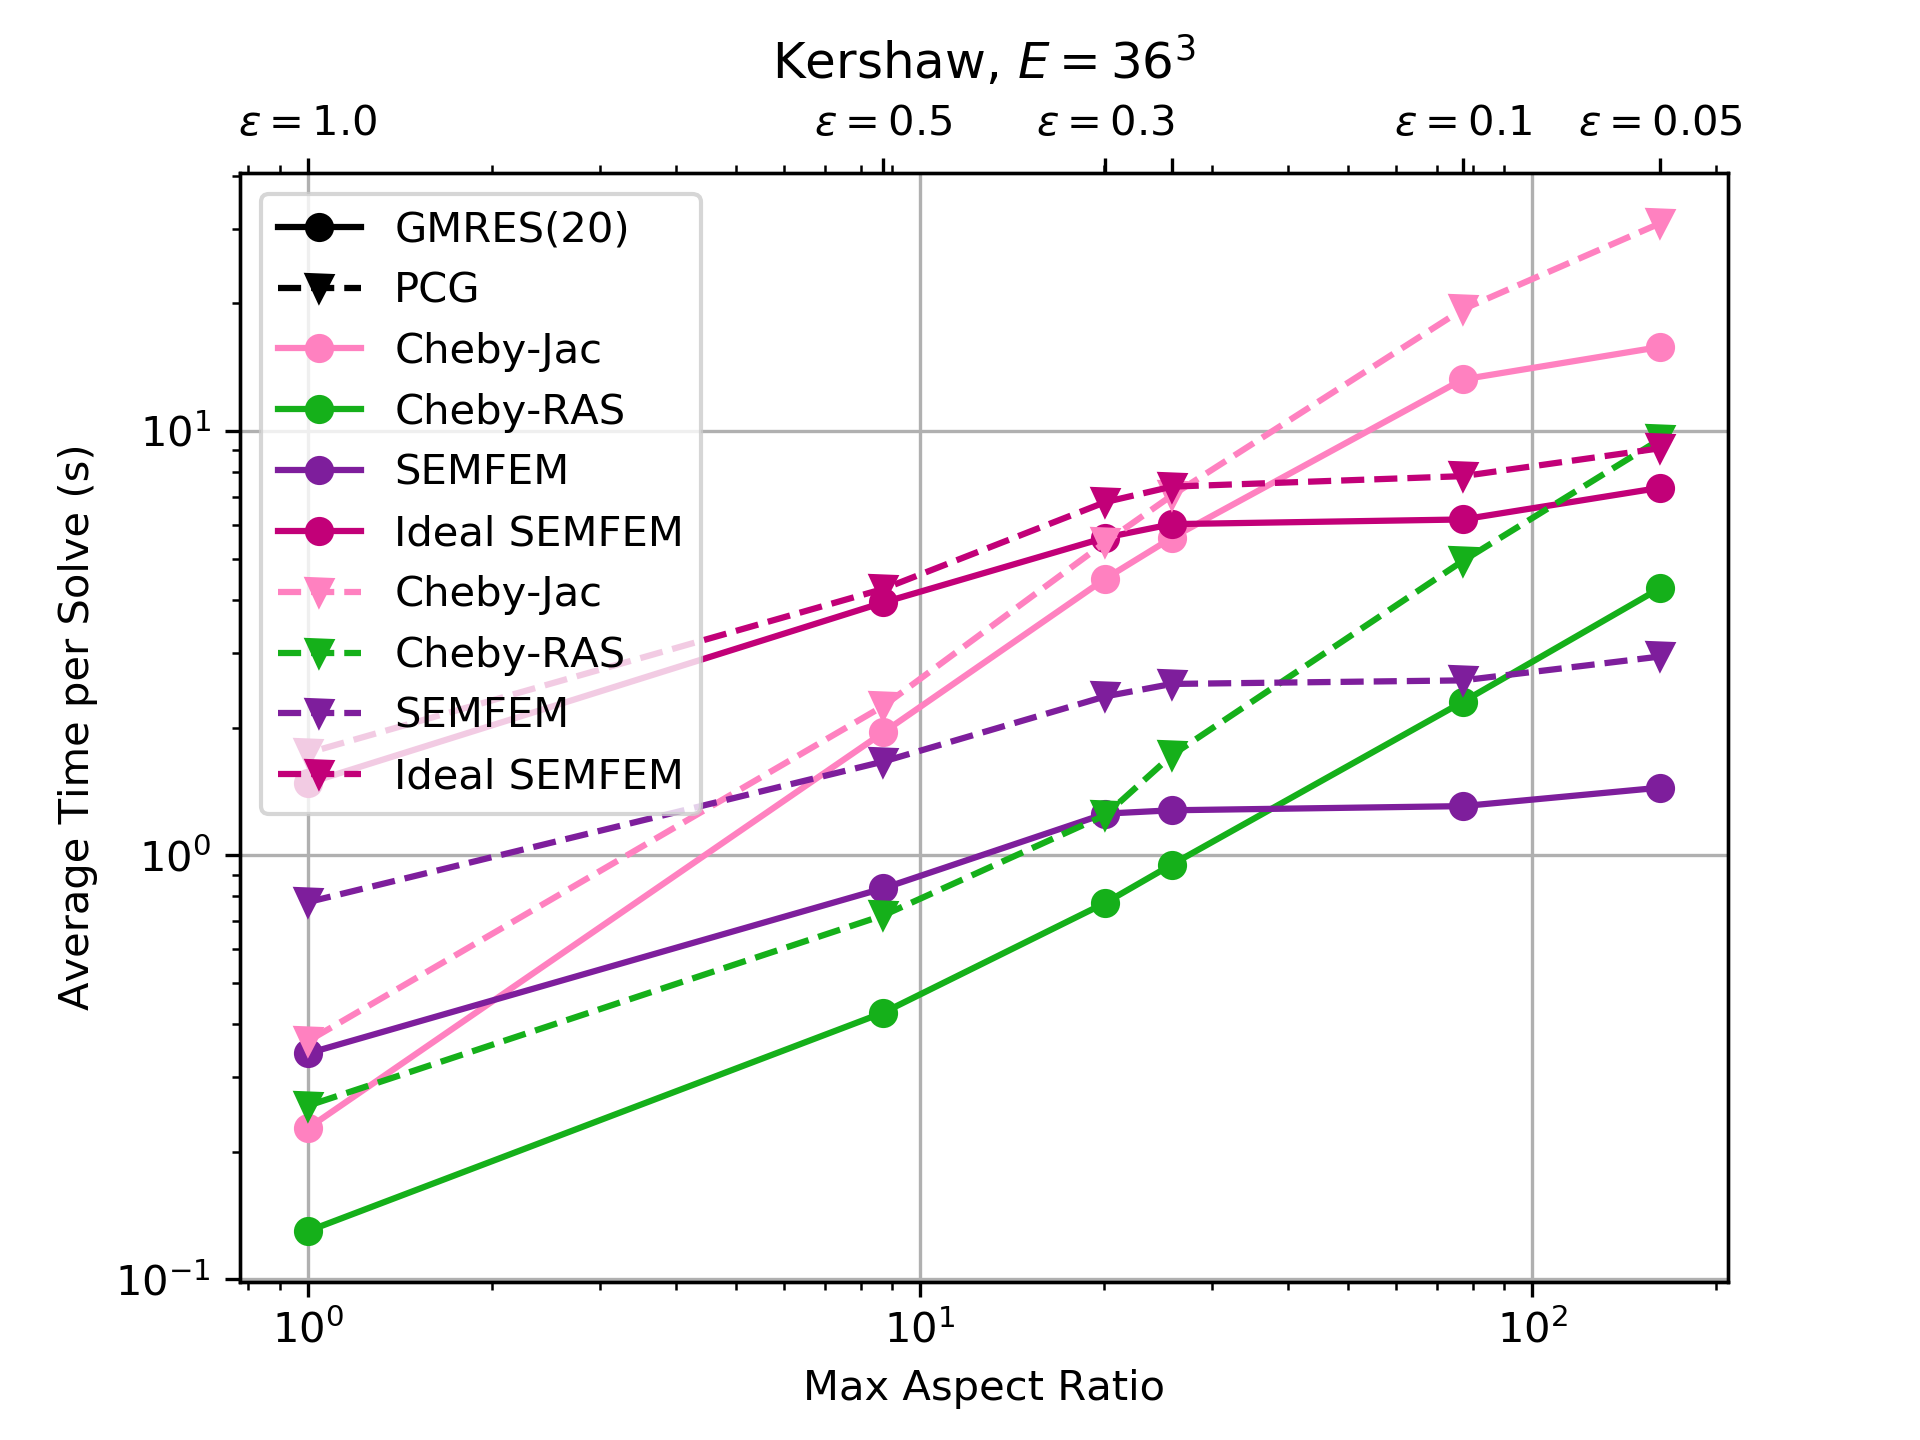 Kershaw, E = 36³
ε = 1.0 ε = 0.5 ε = 0.3 ε = 0.1 ε = 0.05
GMRES(20)
PCG
Cheby-Jac
Cheby-RAS
SEMFEM
Ideal SEMFEM
Cheby-Jac
Cheby-RAS
SEMFEM
Ideal SEMFEM
Average Time per Solve (s)
10¹
10⁰
10⁻¹
10⁰ 10¹ 10²
Max Aspect Ratio